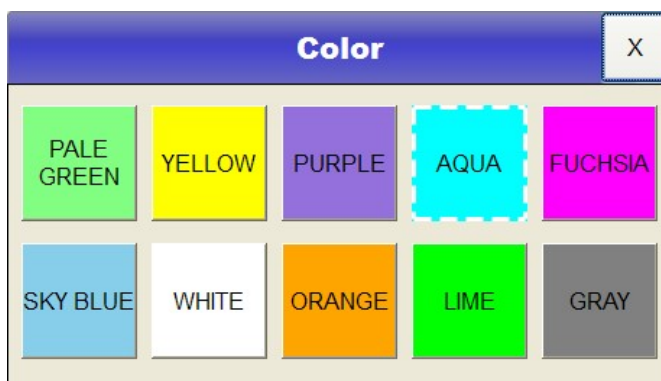 Color
X
PALE
GREEN
YELLOW
PURPLE
AQUA
FUCHSIA
SKY BLUE
WHITE
ORANGE
LIME
GRAY